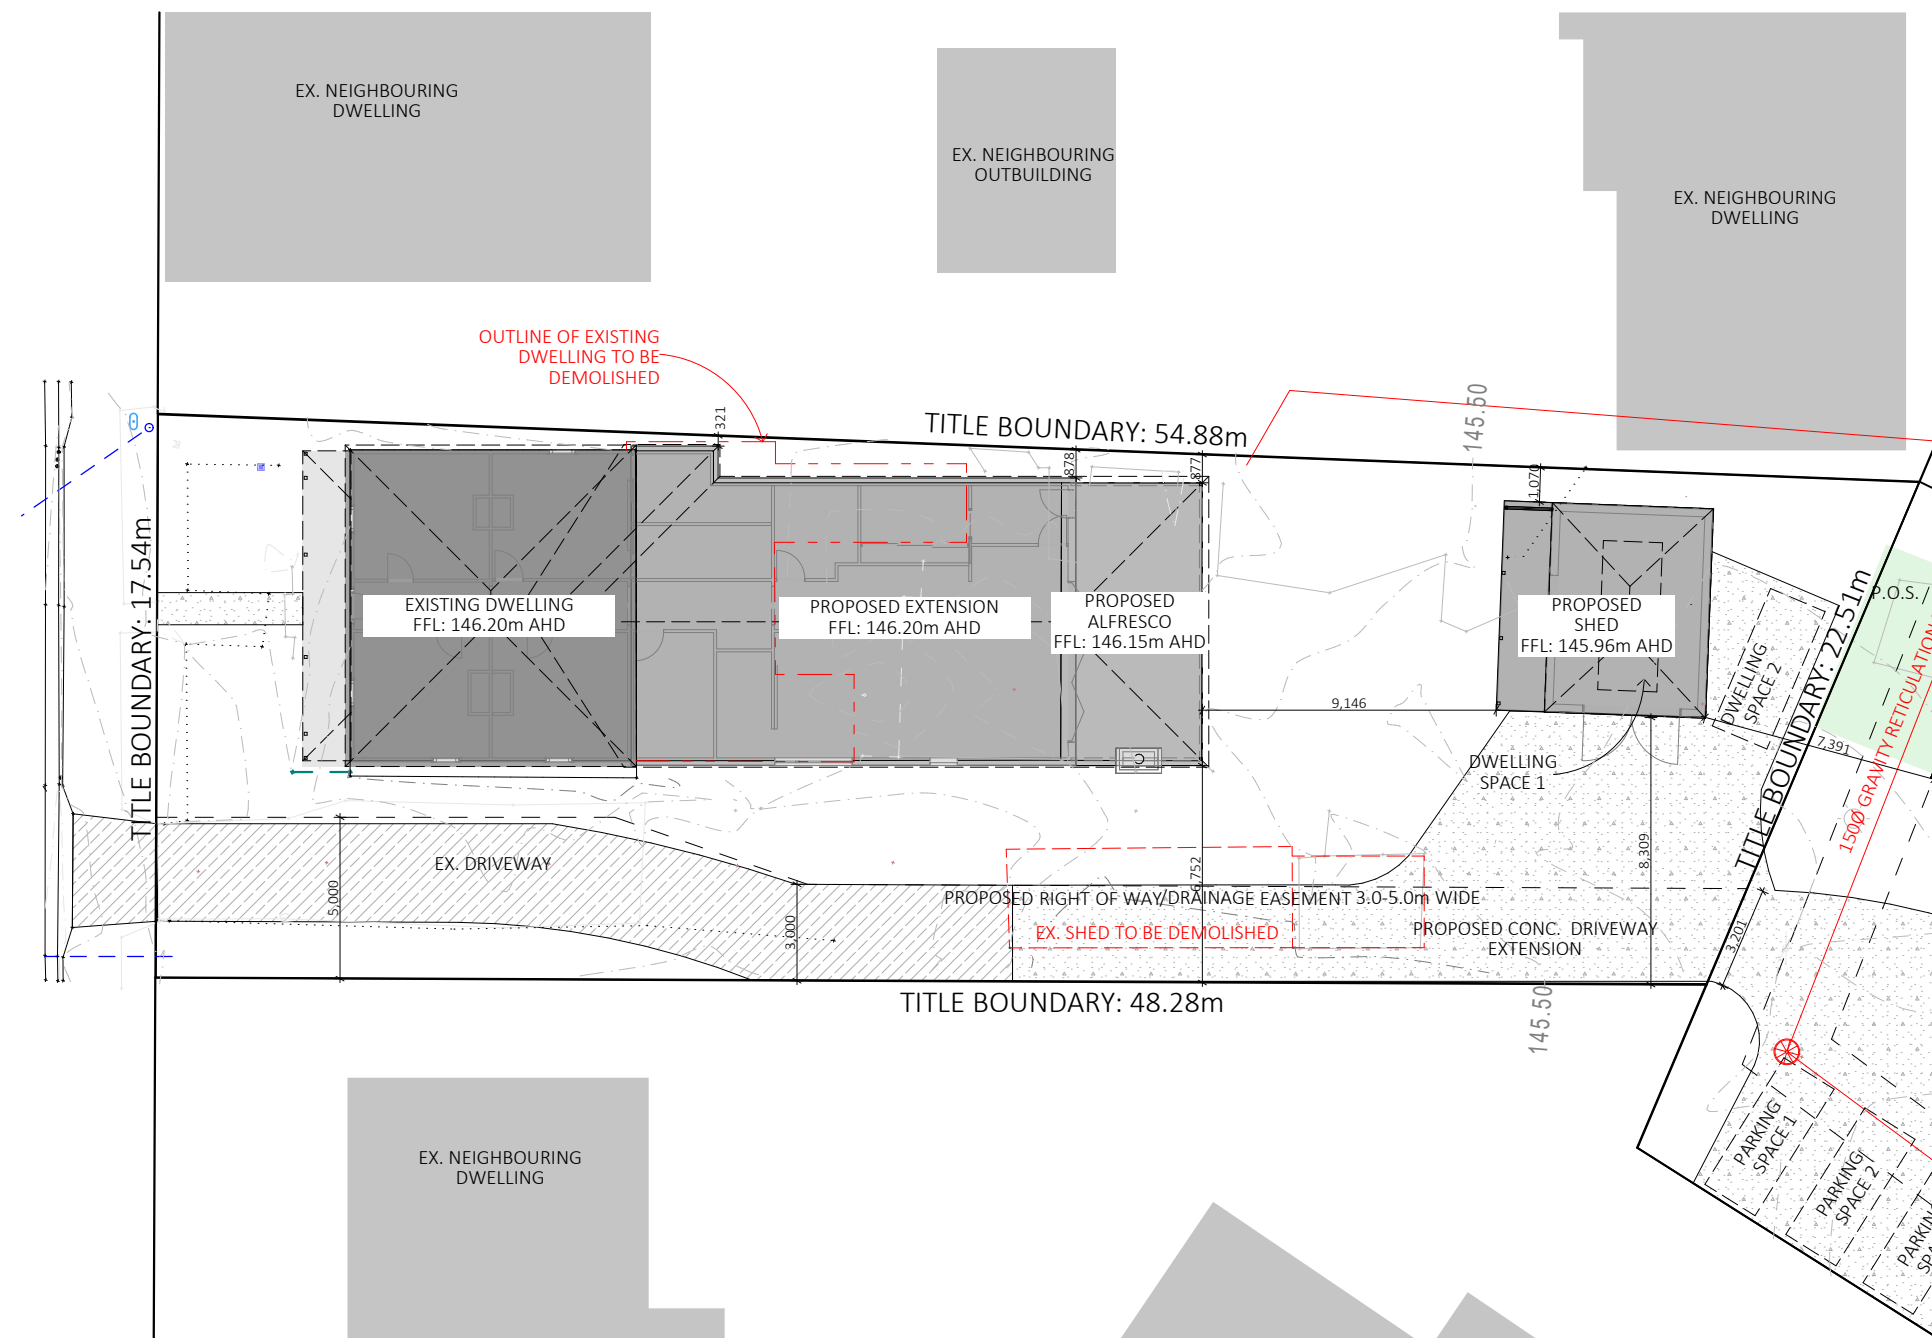 EX. NEIGHBOURING
DWELLING
EX. NEIGHBOURING
OUTBUILDING
EX. NEIGHBOURING
DWELLING
OUTLINE OF EXISTING
DWELLING TO BE
DEMOLISHED
TITLE BOUNDARY: 54.88m
145.50
321
878
877
1,070
TITLE BOUNDARY: 17.54m
EXISTING DWELLING
FFL: 146.20m AHD
PROPOSED EXTENSION
FFL: 146.20m AHD
PROPOSED
ALFRESCO
FFL: 146.15m AHD
PROPOSED
SHED
FFL: 145.96m AHD
P.O.S. /
DWELLING
SPACE 2
TITLE BOUNDARY: 22.51m
150Ø GRAVITY RETICULATION
9,146
7,391
DWELLING
SPACE 1
C
EX. DRIVEWAY
5,000
3,000
6,752
8,309
3,201
PROPOSED RIGHT OF WAY/DRAINAGE EASEMENT 3.0-5.0m WIDE
EX. SHED TO BE DEMOLISHED
PROPOSED CONC. DRIVEWAY
EXTENSION
TITLE BOUNDARY: 48.28m
145.50
PARKING
SPACE 1
PARKING
SPACE 2
PARKIN
SPA
EX. NEIGHBOURING
DWELLING